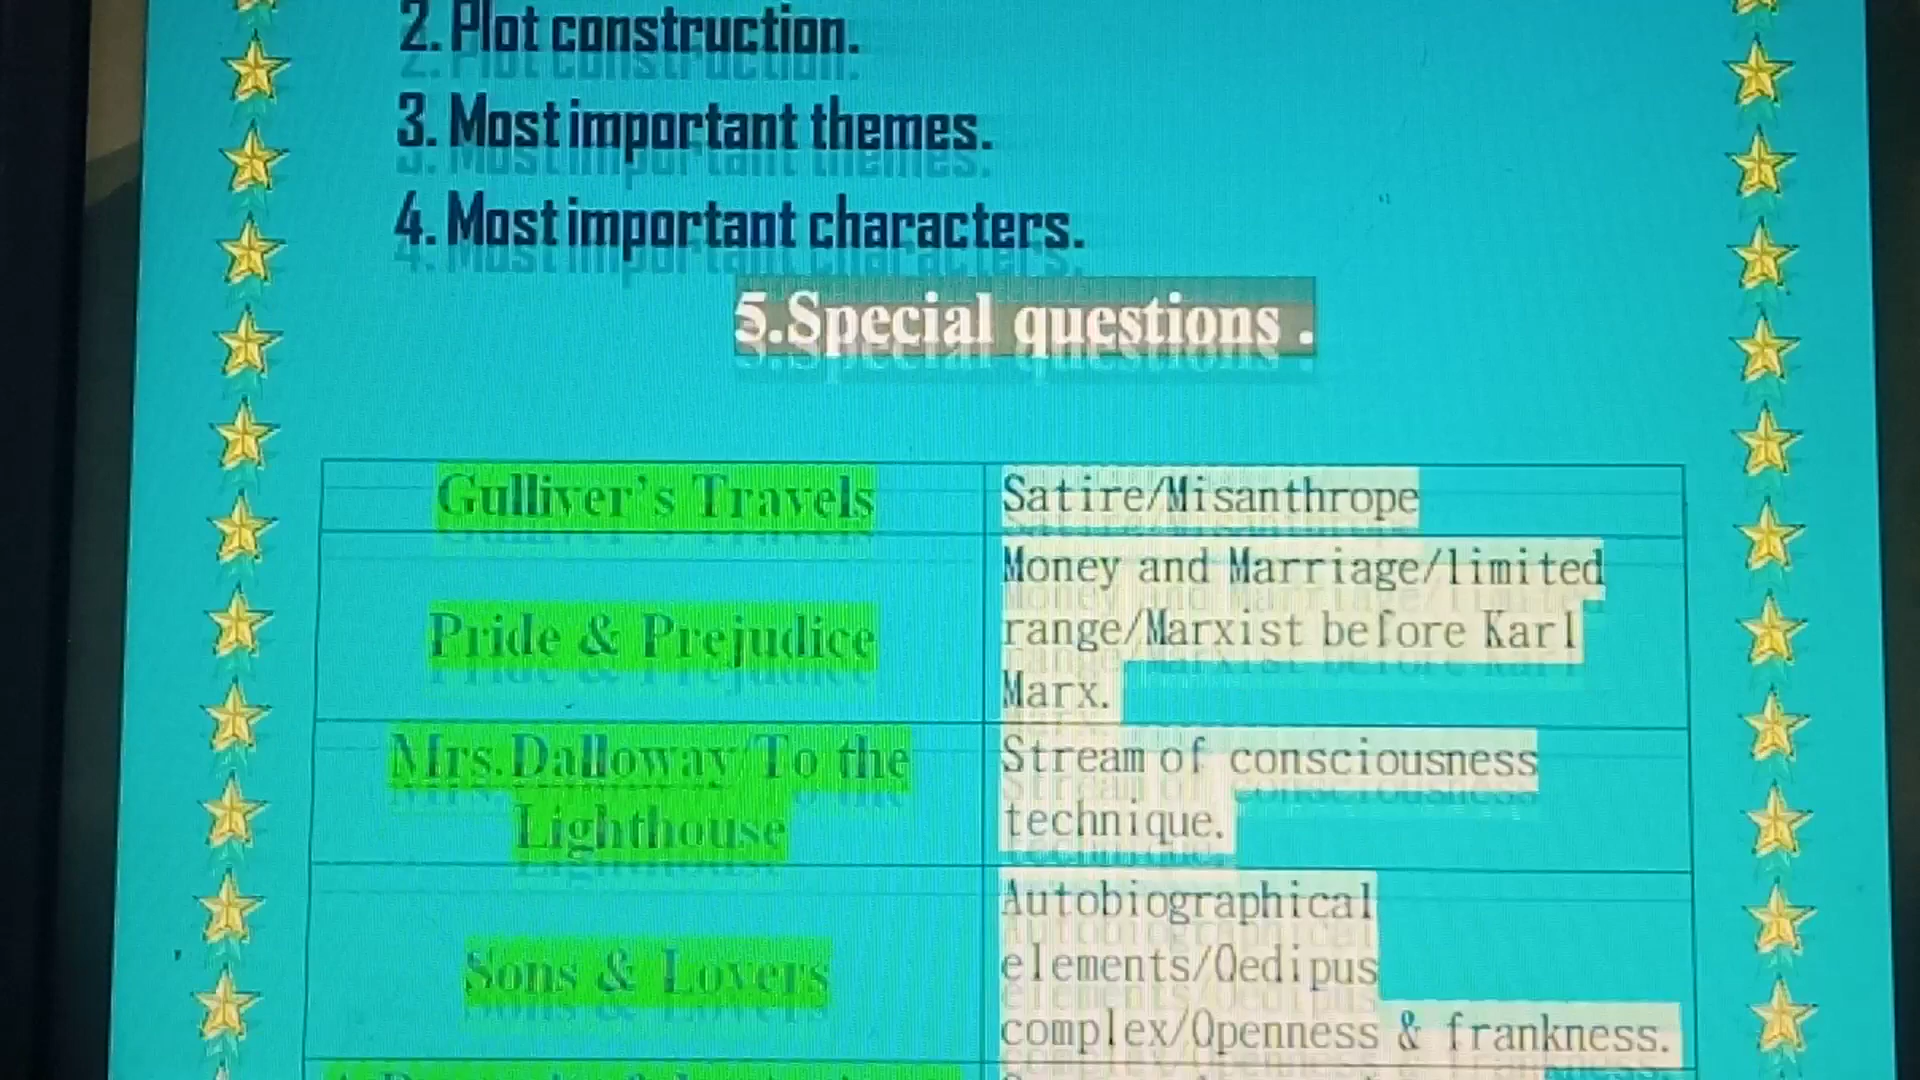 2. Plot construction.
3. Most important themes.
4. Most important characters.
5.Special questions .
Gulliver's Travels
Satire/Misanthrope
Pride & Prejudice
Money and Marriage/limited
range/Marxist before Karl
Marx.
Mrs.Dalloway/To the
Lighthouse
Stream of consciousness
technique.
Sons & Lovers
Autobiographical
elements/Oedipus
complex/Openness & frankness.